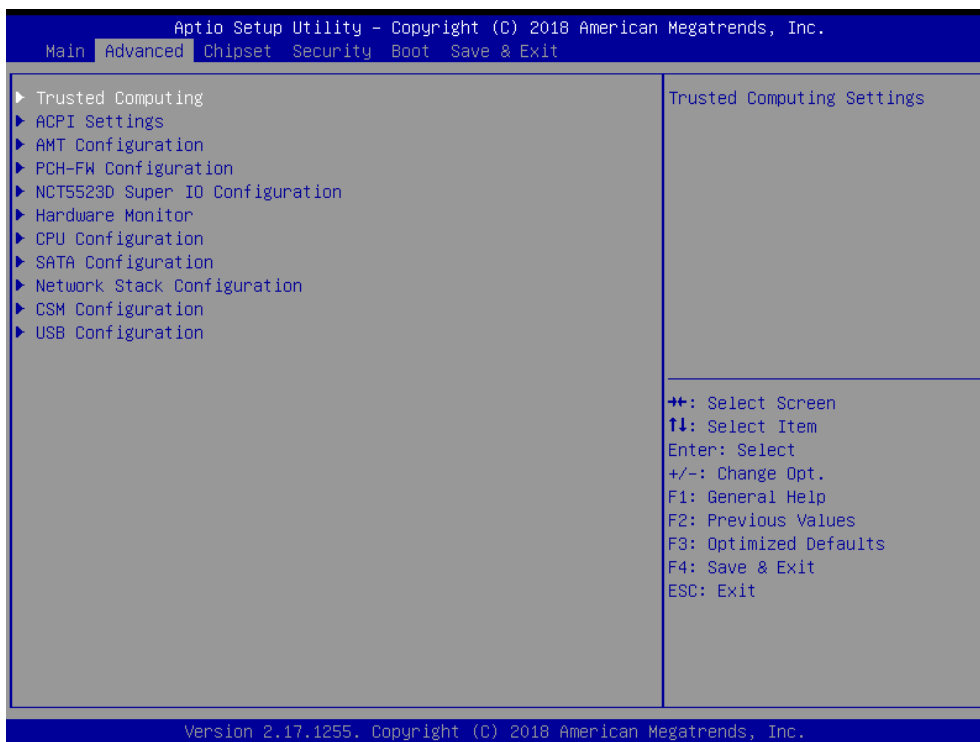 Aptio Setup Utility – Copyright (C) 2018 American Megatrends, Inc.
Main Advanced Chipset Security Boot Save & Exit
▶ Trusted Computing
▶ ACPI Settings
▶ AMT Configuration
▶ PCH-FW Configuration
▶ NCT5523D Super IO Configuration
▶ Hardware Monitor
▶ CPU Configuration
▶ SATA Configuration
▶ Network Stack Configuration
▶ CSM Configuration
▶ USB Configuration
Trusted Computing Settings
→←: Select Screen
↑↓: Select Item
Enter: Select
+/-: Change Opt.
F1: General Help
F2: Previous Values
F3: Optimized Defaults
F4: Save & Exit
ESC: Exit
Version 2.17.1255. Copyright (C) 2018 American Megatrends, Inc.